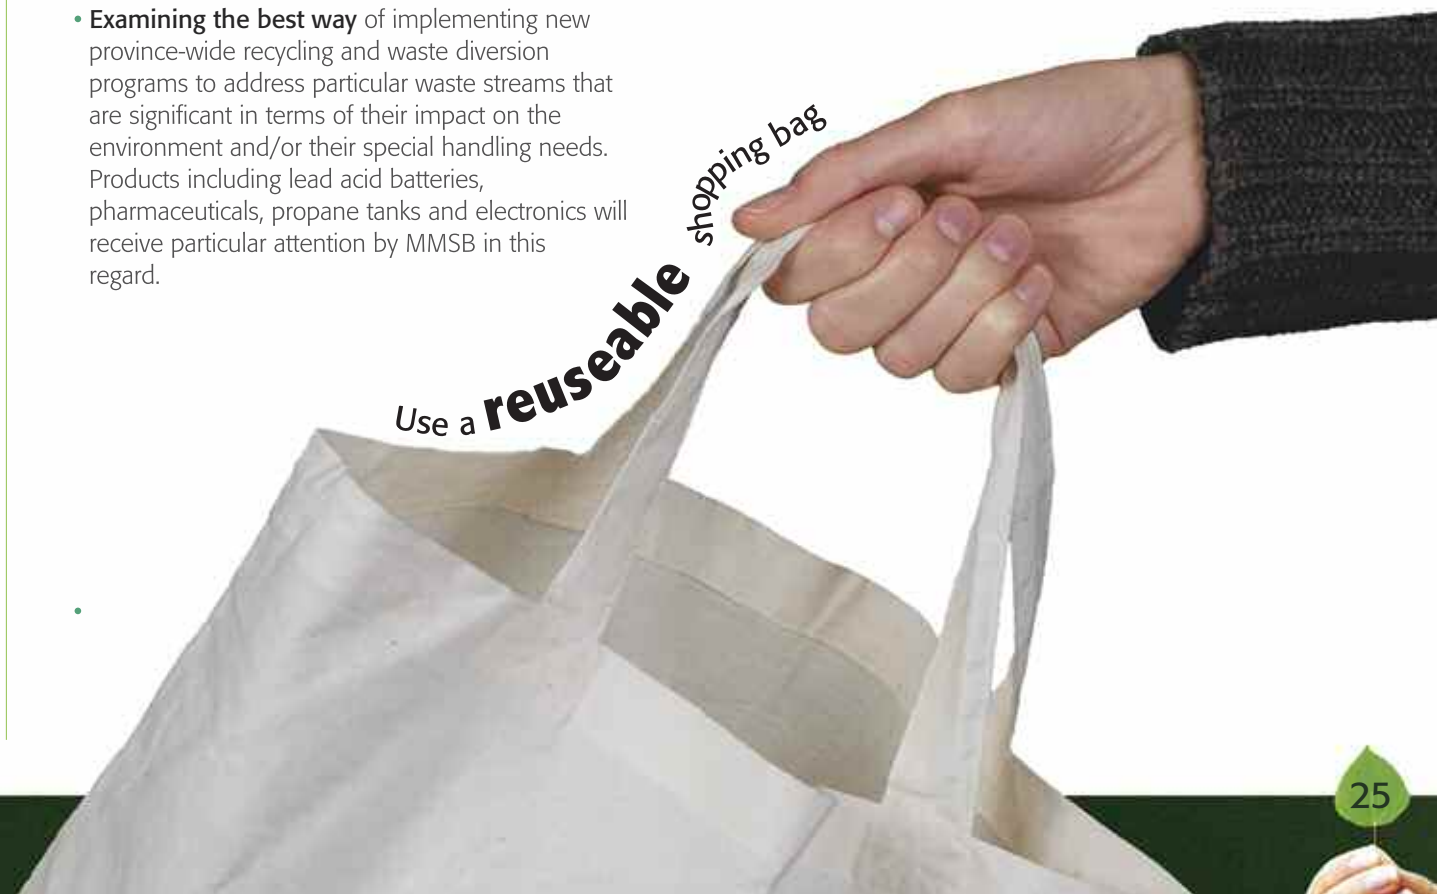 • Examining the best way of implementing new
province-wide recycling and waste diversion
programs to address particular waste streams that
are significant in terms of their impact on the
environment and/or their special handling needs.
Products including lead acid batteries,
pharmaceuticals, propane tanks and electronics will
receive particular attention by MMSB in this
regard.
Use a reuseable shopping bag
•
25